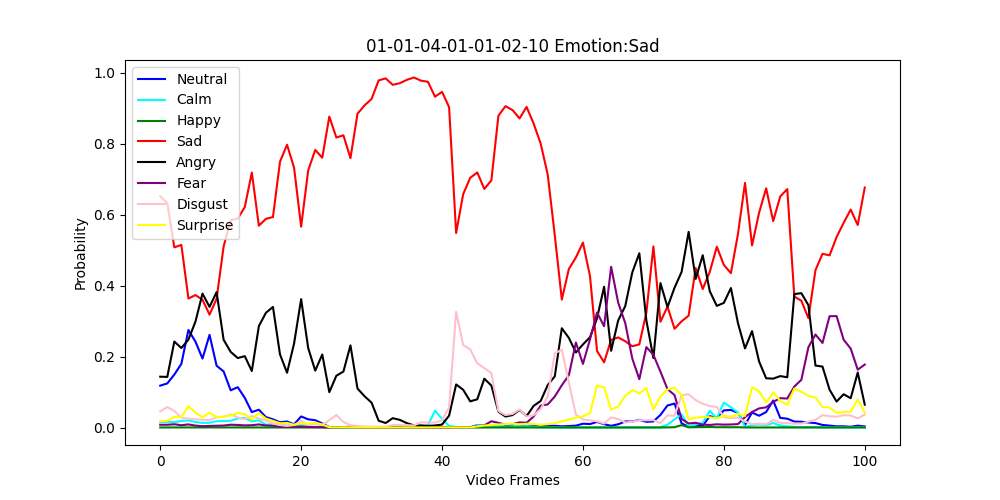 01-01-04-01-01-02-10 Emotion:Sad
1.0
0.8
0.6
0.4
0.2
0.0
Probability
Neutral
Calm
Happy
Sad
Angry
Fear
Disgust
Surprise
0 20 40 60 80 100
Video Frames